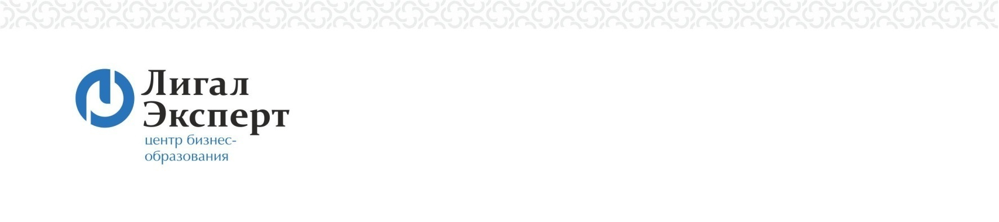 Лигал
Эксперт
центр бизнес-
образования